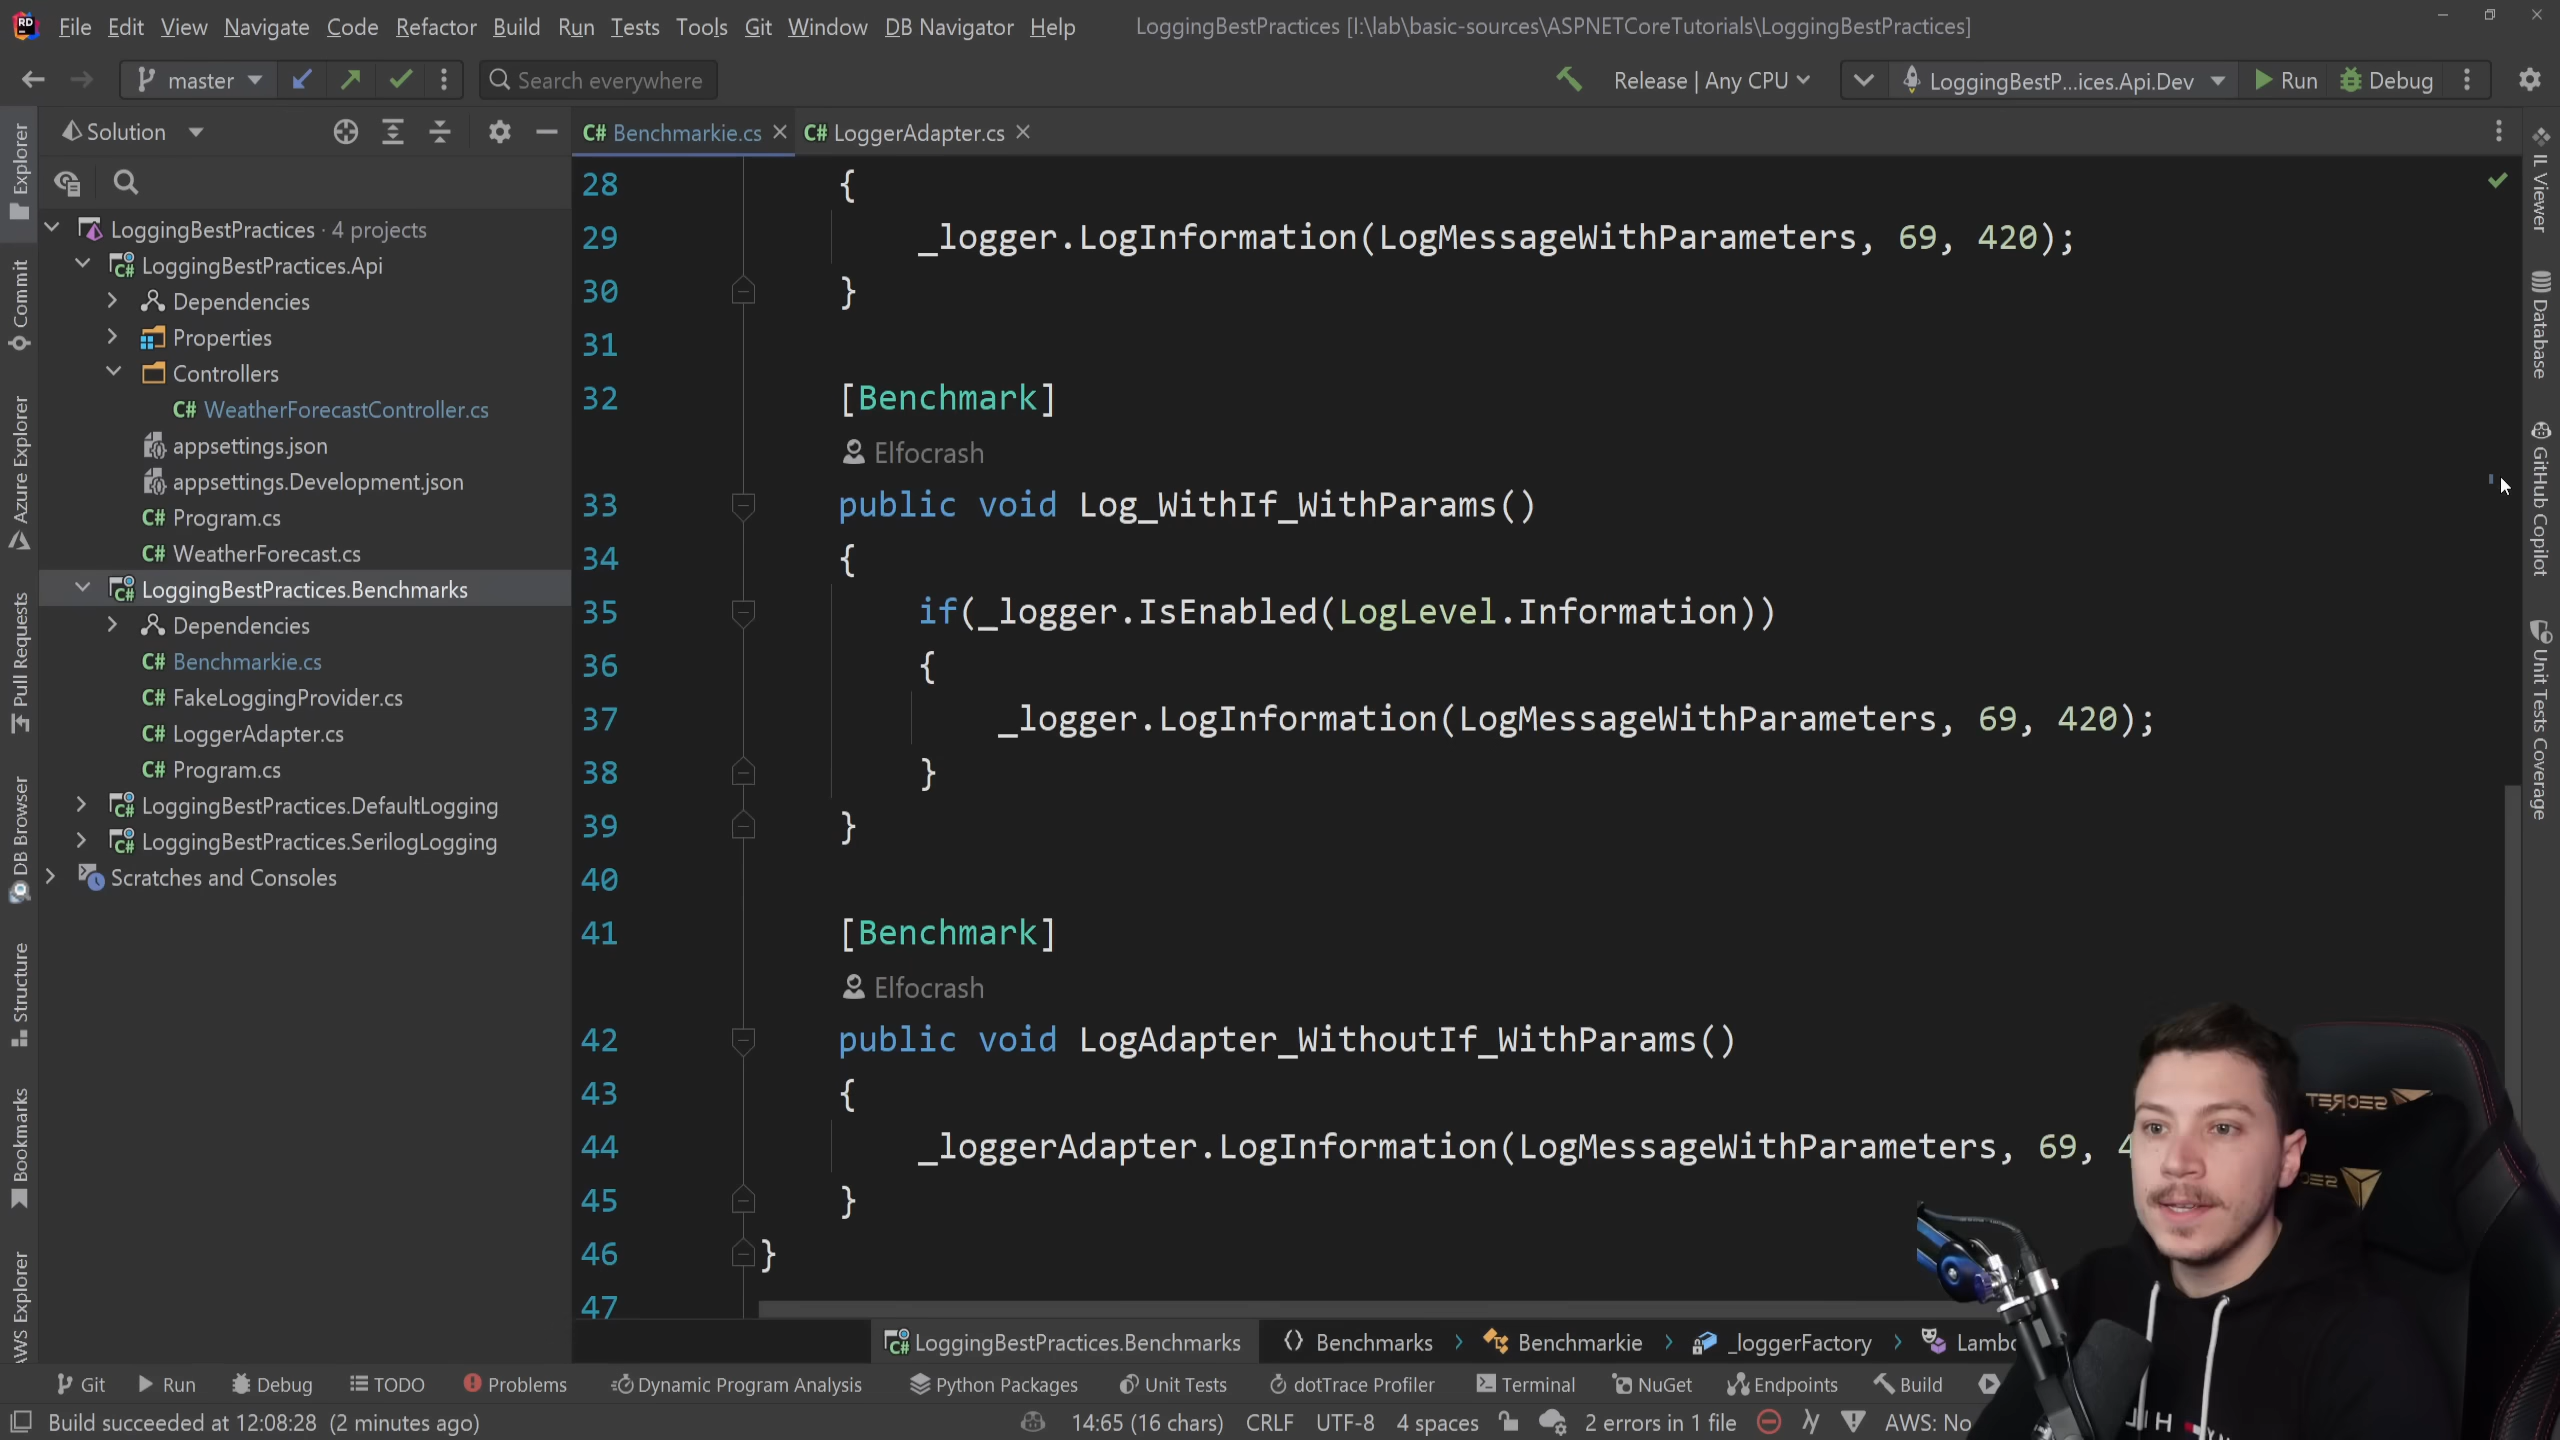 File Edit View Navigate Code Refactor Build Run Tests Tools Git Window DB Navigator Help LoggingBestPractices [I:\lab\basic-sources\ASPNETCoreTutorials\LoggingBestPractices]
master Search everywhere Release | Any CPU LoggingBestP...ices.Api.Dev Run Debug
Solution
Benchmarkie.cs
LoggerAdapter.cs
Explorer
Commit
Azure Explorer
Pull Requests
DB Browser
Structure
Bookmarks
AWS Explorer
LoggingBestPractices · 4 projects
LoggingBestPractices.Api
Dependencies
Properties
Controllers
C# WeatherForecastController.cs
appsettings.json
appsettings.Development.json
C# Program.cs
C# WeatherForecast.cs
LoggingBestPractices.Benchmarks
Dependencies
C# Benchmarkie.cs
C# FakeLoggingProvider.cs
C# LoggerAdapter.cs
C# Program.cs
LoggingBestPractices.DefaultLogging
LoggingBestPractices.SerilogLogging
Scratches and Consoles
28 {
29 _logger.LogInformation(LogMessageWithParameters, 69, 420);
30 }
31
32 [Benchmark]
Elfocrash
33 public void Log_WithIf_WithParams()
34 {
35 if(_logger.IsEnabled(LogLevel.Information))
36 {
37 _logger.LogInformation(LogMessageWithParameters, 69, 420);
38 }
39 }
40
41 [Benchmark]
Elfocrash
42 public void LogAdapter_WithoutIf_WithParams()
43 {
44 _loggerAdapter.LogInformation(LogMessageWithParameters, 69, 4
45 }
46 }
47
IL Viewer
Database
GitHub Copilot
Unit Tests Coverage
SECRET
LoggingBestPractices.Benchmarks Benchmarks Benchmarkie _loggerFactory Lambd
Git Run Debug TODO Problems Dynamic Program Analysis Python Packages Unit Tests dotTrace Profiler Terminal NuGet Endpoints Build
Build succeeded at 12:08:28 (2 minutes ago) 14:65 (16 chars) CRLF UTF-8 4 spaces 2 errors in 1 file AWS: No